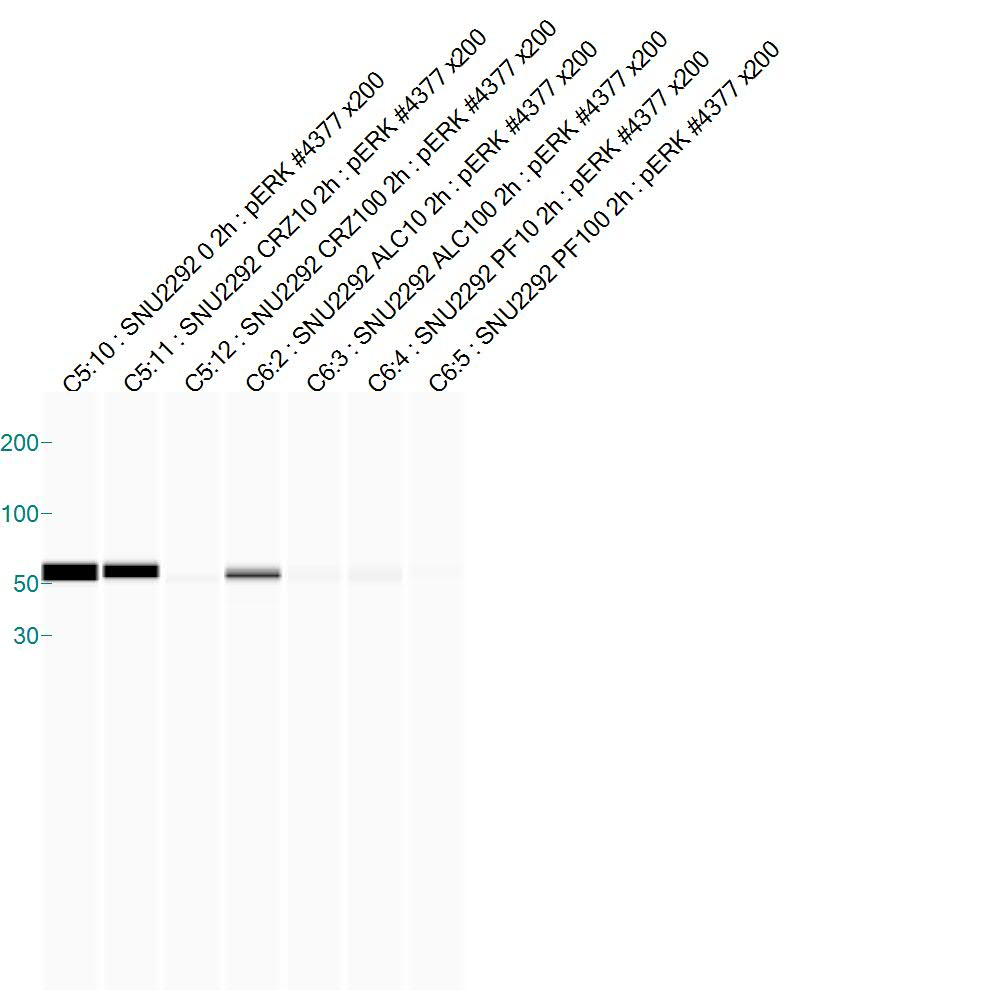 C5:10 : SNU2292 0 2h : pERK #4377 x200
C5:11 : SNU2292 CRZ10 2h : pERK #4377 x200
C5:12 : SNU2292 CRZ100 2h : pERK #4377 x200
C6:2 : SNU2292 ALC10 2h : pERK #4377 x200
C6:3 : SNU2292 ALC100 2h : pERK #4377 x200
C6:4 : SNU2292 PF10 2h : pERK #4377 x200
C6:5 : SNU2292 PF100 2h : pERK #4377 x200
200
100
50
30